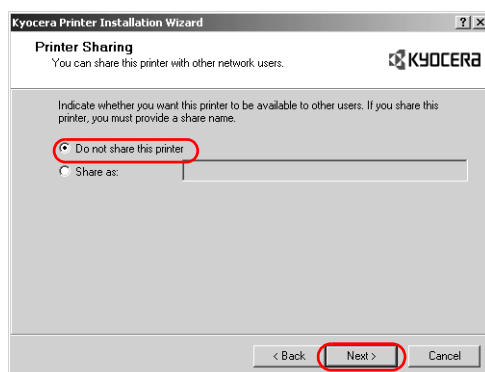 Kyocera Printer Installation Wizard
Printer Sharing
You can share this printer with other network users.
KYOCERA
Indicate whether you want this printer to be available to other users. If you share this
printer, you must provide a share name.
Do not share this printer
Share as:
< Back Next > Cancel